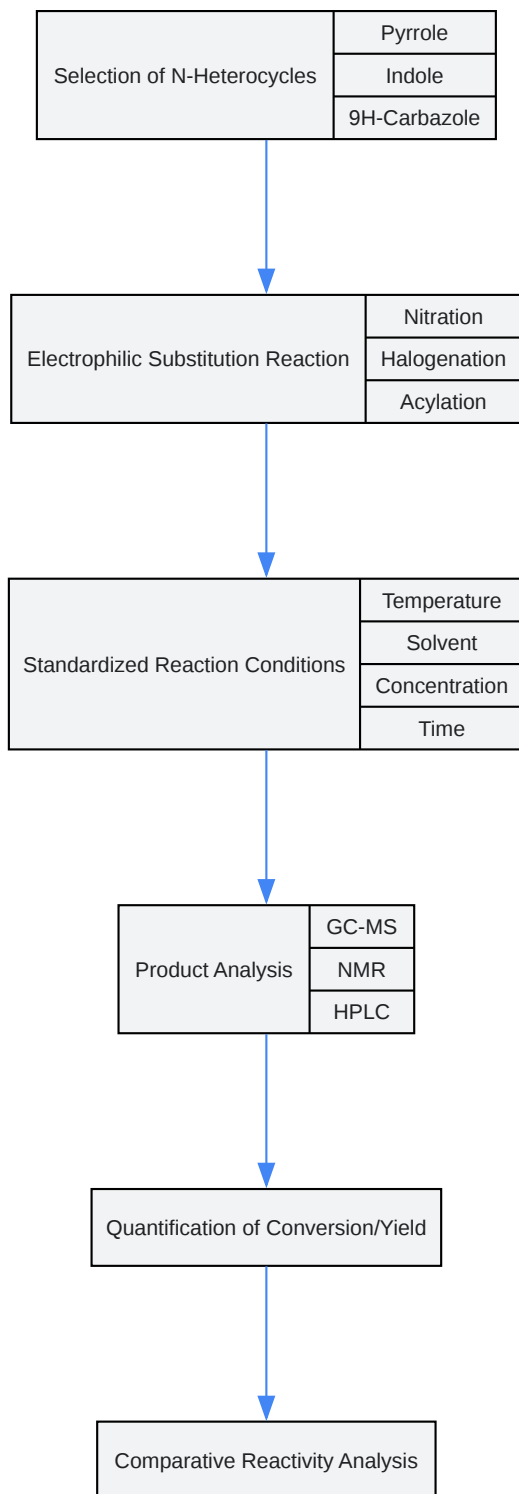 Selection of N-Heterocycles
Pyrrole
Indole
9H-Carbazole
Electrophilic Substitution Reaction
Nitration
Halogenation
Acylation
Standardized Reaction Conditions
Temperature
Solvent
Concentration
Time
Product Analysis
GC-MS
NMR
HPLC
Quantification of Conversion/Yield
Comparative Reactivity Analysis